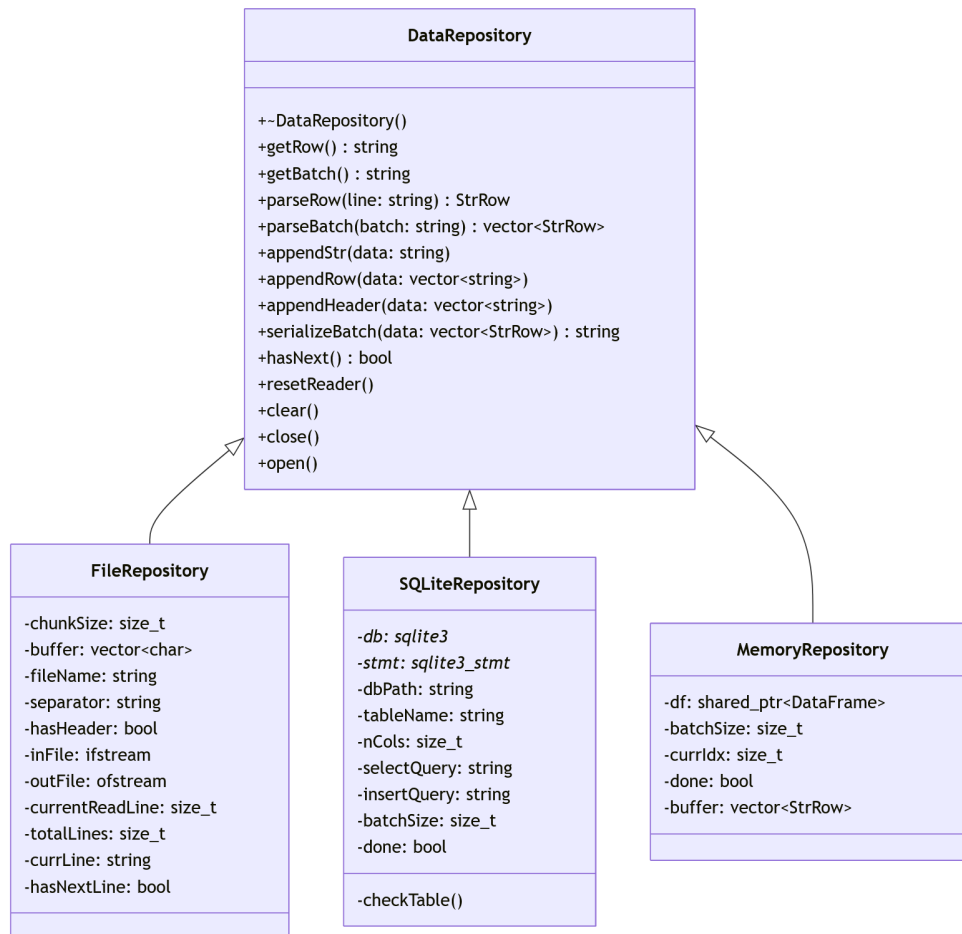 DataRepository
+~DataRepository()
+getRow() : string
+getBatch() : string
+parseRow(line: string) : StrRow
+parseBatch(batch: string) : vector<StrRow>
+appendStr(data: string)
+appendRow(data: vector<string>)
+appendHeader(data: vector<string>)
+serializeBatch(data: vector<StrRow>) : string
+hasNext() : bool
+resetReader()
+clear()
+close()
+open()
FileRepository
-chunkSize: size_t
-buffer: vector<char>
-fileName: string
-separator: string
-hasHeader: bool
-inFile: ifstream
-outFile: ofstream
-currentReadLine: size_t
-totalLines: size_t
-currLine: string
-hasNextLine: bool
SQLiteRepository
-db: sqlite3
-stmt: sqlite3_stmt
-dbPath: string
-tableName: string
-nCols: size_t
-selectQuery: string
-insertQuery: string
-batchSize: size_t
-done: bool
-checkTable()
MemoryRepository
-df: shared_ptr<DataFrame>
-batchSize: size_t
-currIdx: size_t
-done: bool
-buffer: vector<StrRow>